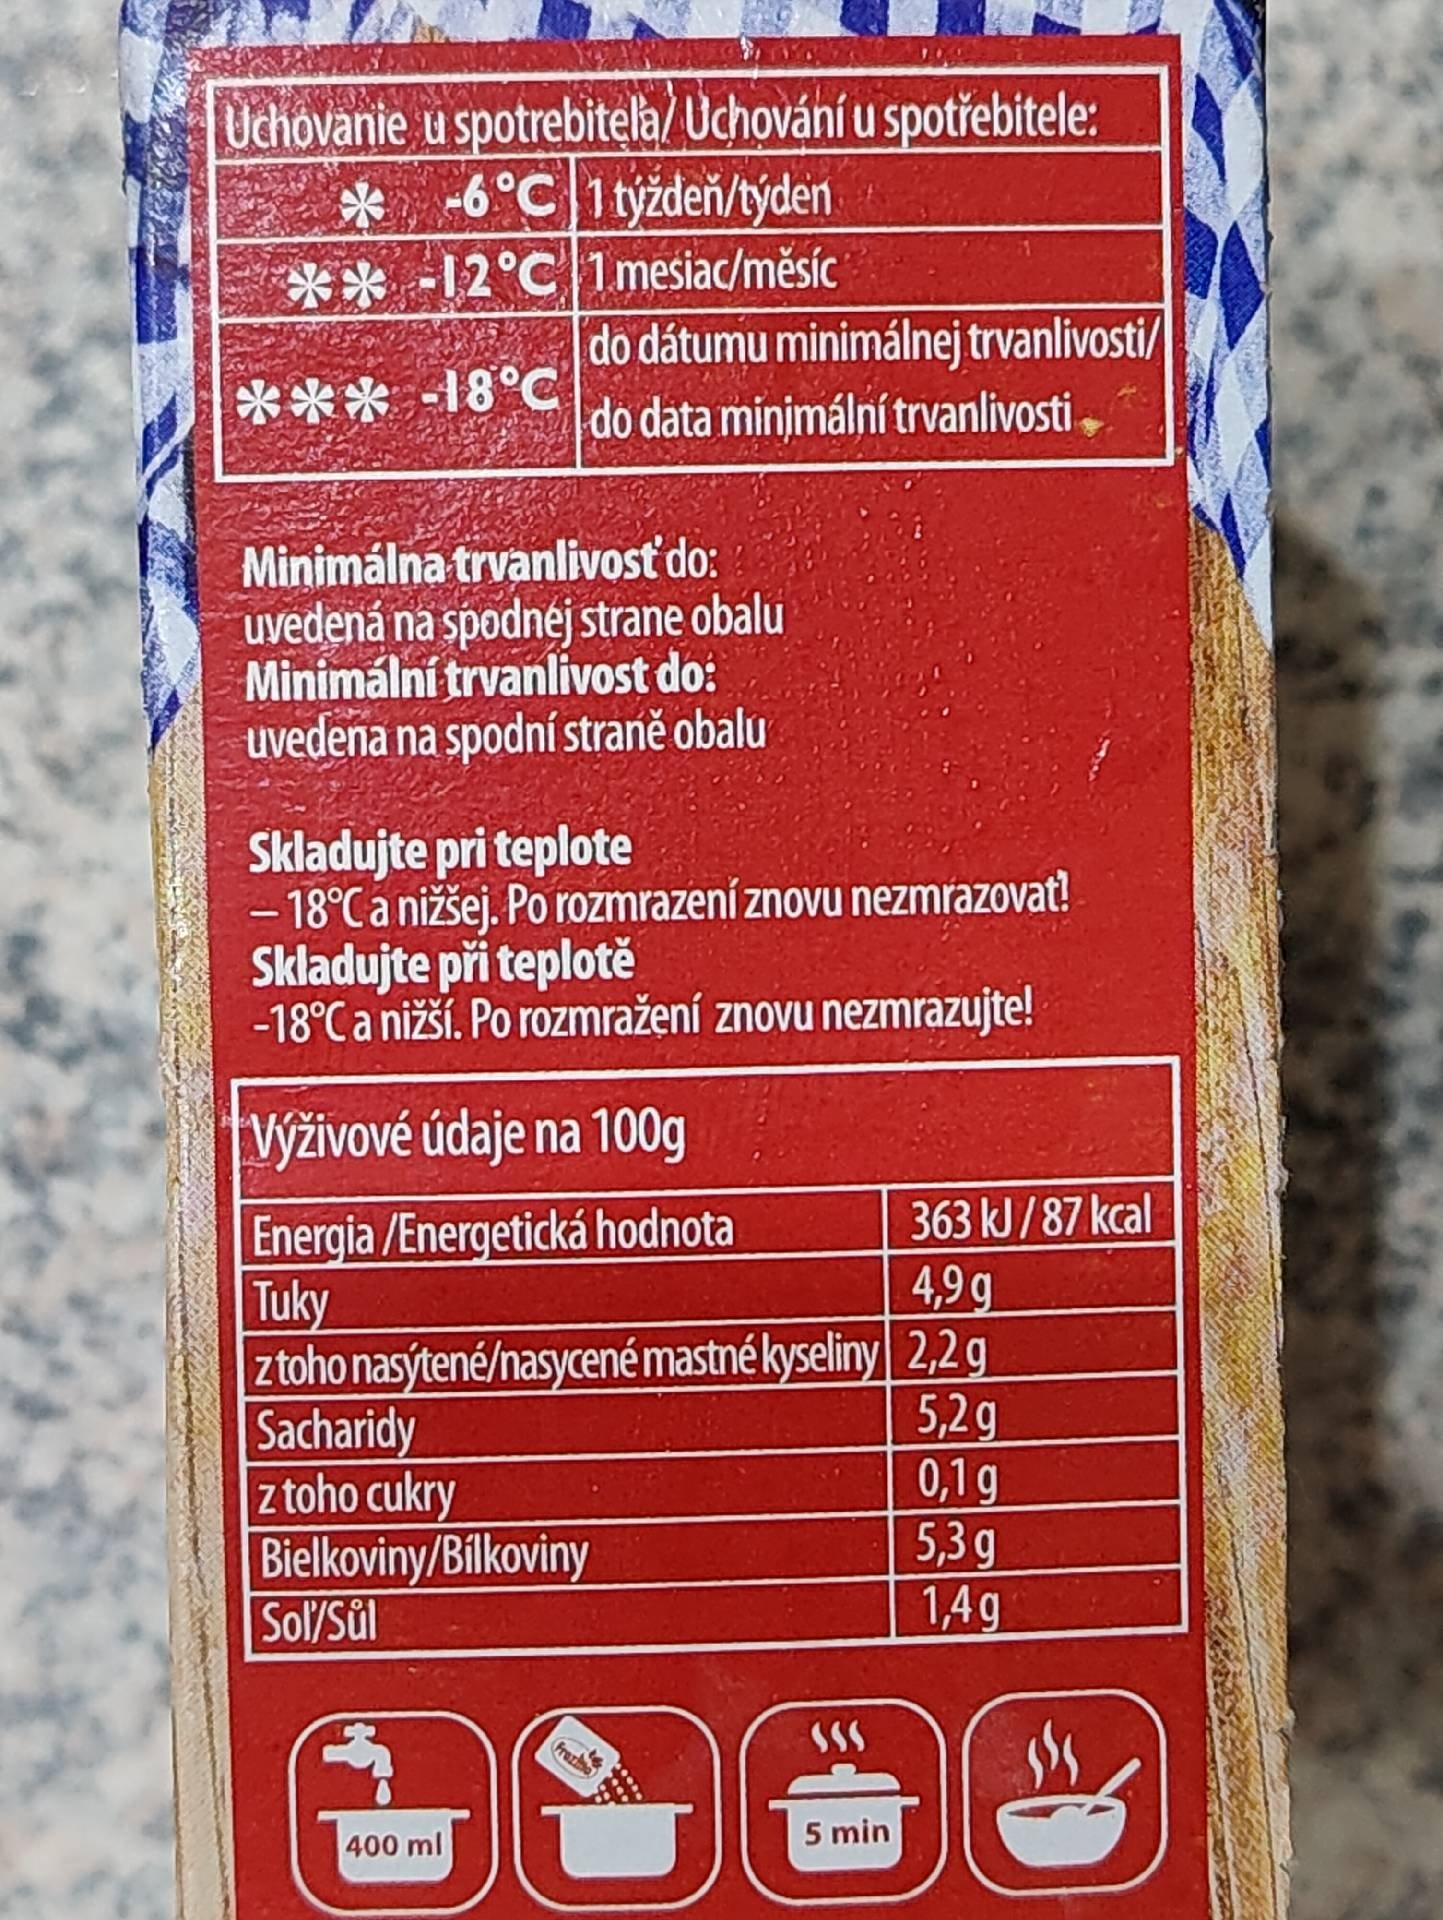 Uchovanie u spotrebiteľa/ Uchování u spotřebitele:
* -6°C 1 týždeň/týden
** -12°C 1 mesiac/měsíc
do dátumu minimálnej trvanlivosti/
*** -18°C
do data minimální trvanlivosti
Minimálna trvanlivosť do:
uvedená na spodnej strane obalu
Minimální trvanlivost do:
uvedena na spodní straně obalu
Skladujte pri teplote
– 18°C a nižšej. Po rozmrazení znovu nezmrazovať!
Skladujte při teplotě
-18°C a nižší. Po rozmražení znovu nezmrazujte!
Výživové údaje na 100g
Energia /Energetická hodnota 363 kJ / 87 kcal
Tuky 4,9 g
z toho nasýtené/nasycené mastné kyseliny 2,2 g
Sacharidy 5,2 g
z toho cukry 0,1 g
Bielkoviny/Bílkoviny 5,3 g
Soľ/Sůl 1,4 g
400 ml
5 min